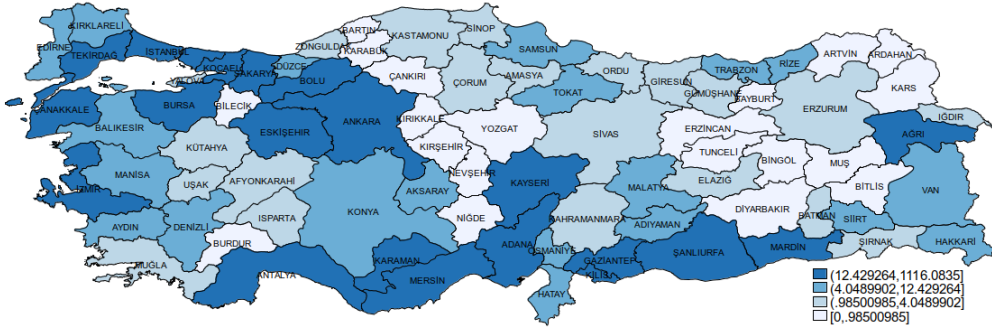 KIRKLARELİ
EDİRNE
TEKİRDAĞ
İSTANBUL
KOCAELİ
YALOVA
SAKARYA
DÜZCE
BOLU
ZONGULDAK
BARTIN
KARABÜK
KASTAMONU
SİNOP
SAMSUN
ÇANKIRI
ÇORUM
AMASYA
TOKAT
ORDU
GİRESUN
GÜMÜŞHANE
TRABZON
RİZE
BAYBURT
ARTVİN
ARDAHAN
KARS
ERZURUM
IĞDIR
AĞRI
ÇANAKKALE
BALIKESİR
BURSA
BİLECİK
ESKİŞEHİR
ANKARA
KIRIKKALE
KIRŞEHİR
YOZGAT
SİVAS
ERZİNCAN
TUNCELİ
BİNGÖL
MUŞ
BİTLİS
VAN
KÜTAHYA
MANİSA
UŞAK
AFYONKARAHİ
İZMİR
AYDIN
DENİZLİ
ISPARTA
BURDUR
MUĞLA
ANTALYA
KONYA
AKSARAY
NEVŞEHİR
NİĞDE
KAYSERİ
KARAMAN
MERSİN
ADANA
OSMANİYE
HATAY
KAHRAMANMARA
MALATYA
ADIYAMAN
ELAZIĞ
GAZİANTEP
KİLİS
ŞANLIURFA
DİYARBAKIR
MARDİN
BATMAN
SİİRT
ŞIRNAK
HAKKARİ
(12.429264,1116.0835]
(4.0489902,12.429264]
(.98500985,4.0489902]
[0,.98500985]